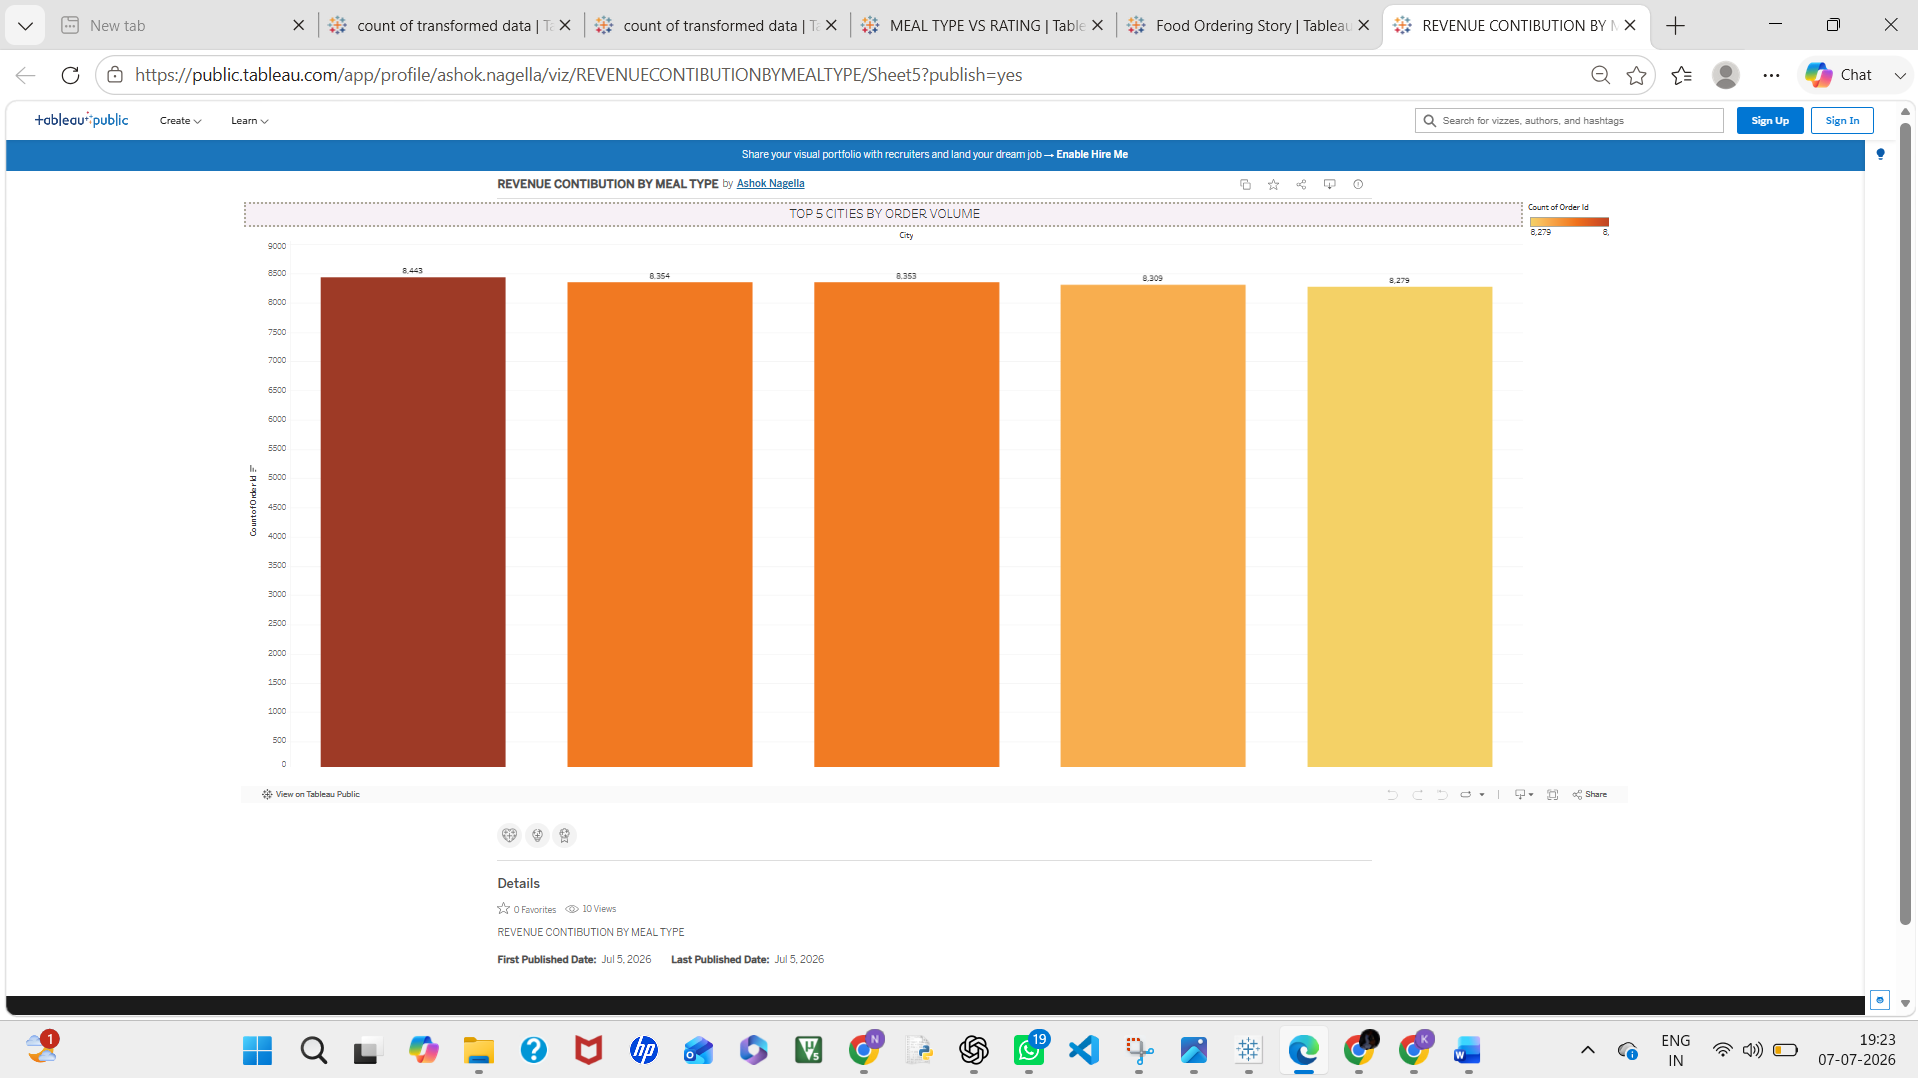 New tab
count of transformed data | Ta
count of transformed data | Ta
MEAL TYPE VS RATING | Table
Food Ordering Story | Tableau
REVENUE CONTIBUTION BY M
https://public.tableau.com/app/profile/ashok.nagella/viz/REVENUECONTIBUTIONBYMEALTYPE/Sheet5?publish=yes
Chat
+ableau+public
Create
Learn
Search for vizzes, authors, and hashtags
Sign Up
Sign In
Share your visual portfolio with recruiters and land your dream job → Enable Hire Me
REVENUE CONTIBUTION BY MEAL TYPE by Ashok Nagella
TOP 5 CITIES BY ORDER VOLUME
Count of Order Id
8,279 8,
City
9000
8500
8000
7500
7000
6500
6000
5500
5000
4500
4000
3500
3000
2500
2000
1500
1000
500
0
Count of Order Id
8,443
8,354
8,353
8,309
8,279
View on Tableau Public
Share
Details
0 Favorites 10 Views
REVENUE CONTIBUTION BY MEAL TYPE
First Published Date: Jul 5, 2026 Last Published Date: Jul 5, 2026
1
N
19
K
ENG
IN
19:23
07-07-2026